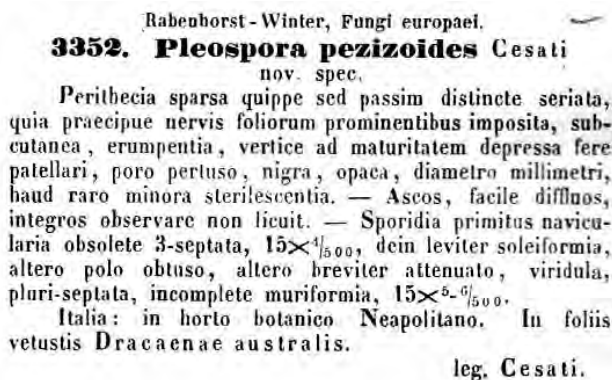 Rabenhorst-Winter, Fungi europaei.
3352. Pleospora pezizoides Cesati
nov. spec.
Perithecia sparsa quippe sed passim distincte seriata,
quia praecipue nervis foliorum prominentibus imposita, sub-
cutanea, erumpentia, vertice ad maturitatem depressa fere
patellari, poro pertuso, nigra, opaca, diametro millimetri,
haud raro minora sterilescentia. — Ascos, facile difflnos,
integros observare non licuit. — Sporidia primitus navicu-
laria obsolete 3-septata, 15×⁴/₅₀₀, dein leviter soleiformia,
altero polo obtuso, altero breviter attenuato, viridula,
pluri-septata, incomplete muriformia, 15×⁵-⁶/₅₀₀.
Italia: in horto botanico Neapolitano. In foliis
vetustis Dracaenae australis.
leg. Cesati.